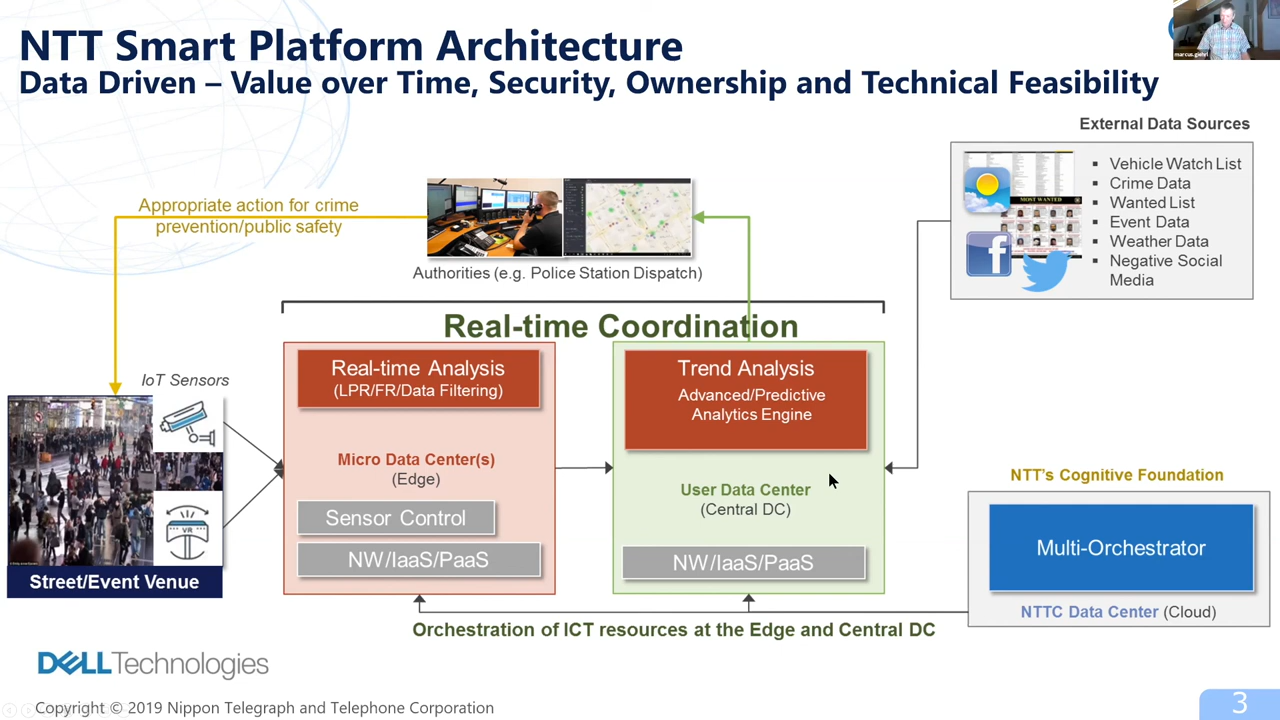 NTT Smart Platform Architecture
Data Driven – Value over Time, Security, Ownership and Technical Feasibility
External Data Sources
▪ Vehicle Watch List
▪ Crime Data
▪ Wanted List
▪ Event Data
▪ Weather Data
▪ Negative Social
Media
MOST WANTED
Appropriate action for crime
prevention/public safety
Authorities (e.g. Police Station Dispatch)
Real-time Coordination
IoT Sensors
VR
Street/Event Venue
Real-time Analysis
(LPR/FR/Data Filtering)
Micro Data Center(s)
(Edge)
Sensor Control
NW/IaaS/PaaS
Trend Analysis
Advanced/Predictive
Analytics Engine
User Data Center
(Central DC)
NW/IaaS/PaaS
NTT's Cognitive Foundation
Multi-Orchestrator
NTTC Data Center (Cloud)
Orchestration of ICT resources at the Edge and Central DC
DELL Technologies
Copyright © 2019 Nippon Telegraph and Telephone Corporation
3